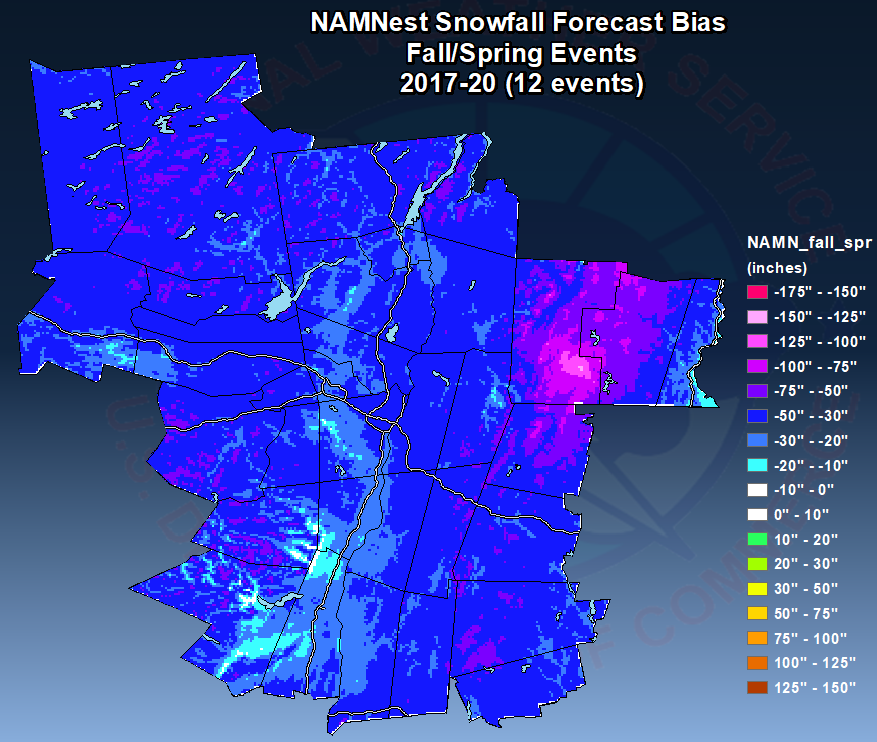 NAMNest Snowfall Forecast Bias
Fall/Spring Events
2017-20 (12 events)
NAMN_fall_spr
(inches)
-175" - -150"
-150" - -125"
-125" - -100"
-100" - -75"
-75" - -50"
-50" - -30"
-30" - -20"
-20" - -10"
-10" - 0"
0" - 10"
10" - 20"
20" - 30"
30" - 50"
50" - 75"
75" - 100"
100" - 125"
125" - 150"